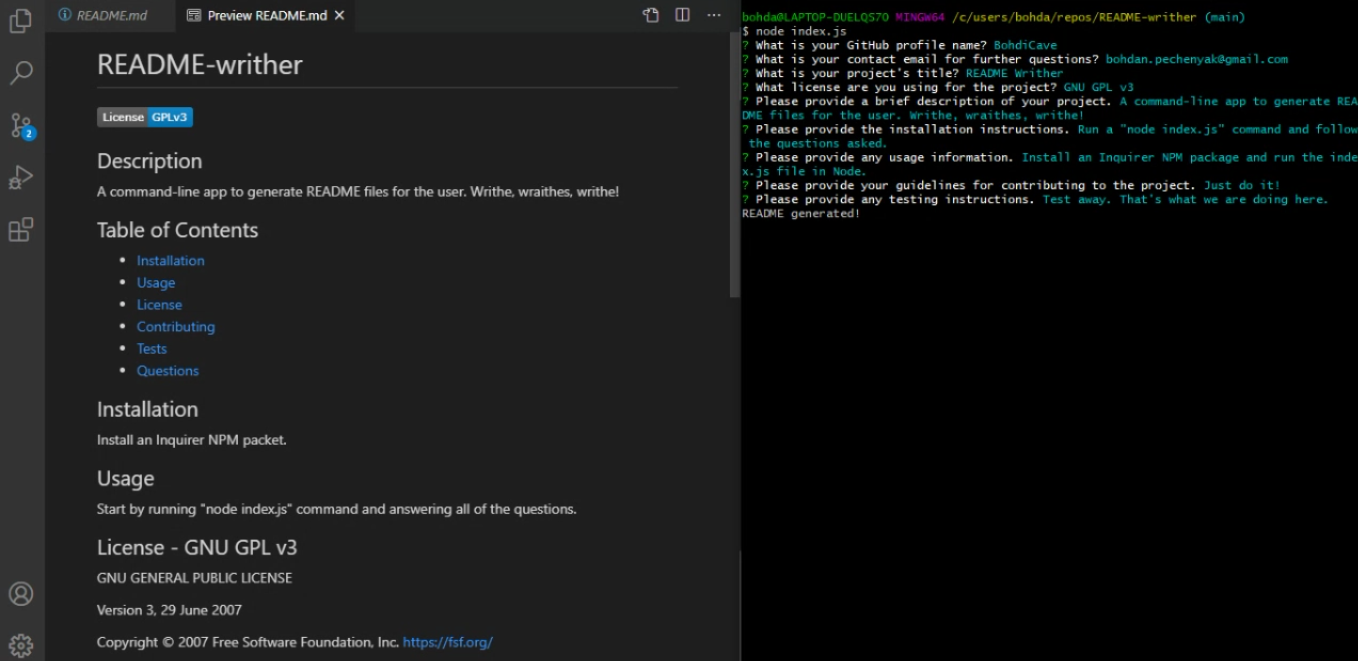 README.md
Preview README.md
README-writher
License GPLv3
Description
A command-line app to generate README files for the user. Writhe, wraithes, writhe!
Table of Contents
Installation
Usage
License
Contributing
Tests
Questions
Installation
Install an Inquirer NPM packet.
Usage
Start by running "node index.js" command and answering all of the questions.
License - GNU GPL v3
GNU GENERAL PUBLIC LICENSE
Version 3, 29 June 2007
Copyright © 2007 Free Software Foundation, Inc. https://fsf.org/
2
bohda@LAPTOP-DUELQS70 MINGW64 /c/users/bohda/repos/README-writher (main)
$ node index.js
? What is your GitHub profile name? BohdiCave
? What is your contact email for further questions? bohdan.pechenyak@gmail.com
? What is your project's title? README Writher
? What license are you using for the project? GNU GPL v3
? Please provide a brief description of your project. A command-line app to generate REA
DME files for the user. Writhe, wraithes, writhe!
? Please provide the installation instructions. Run a "node index.js" command and follow
the questions asked.
? Please provide any usage information. Install an Inquirer NPM package and run the inde
x.js file in Node.
? Please provide your guidelines for contributing to the project. Just do it!
? Please provide any testing instructions. Test away. That's what we are doing here.
README generated!